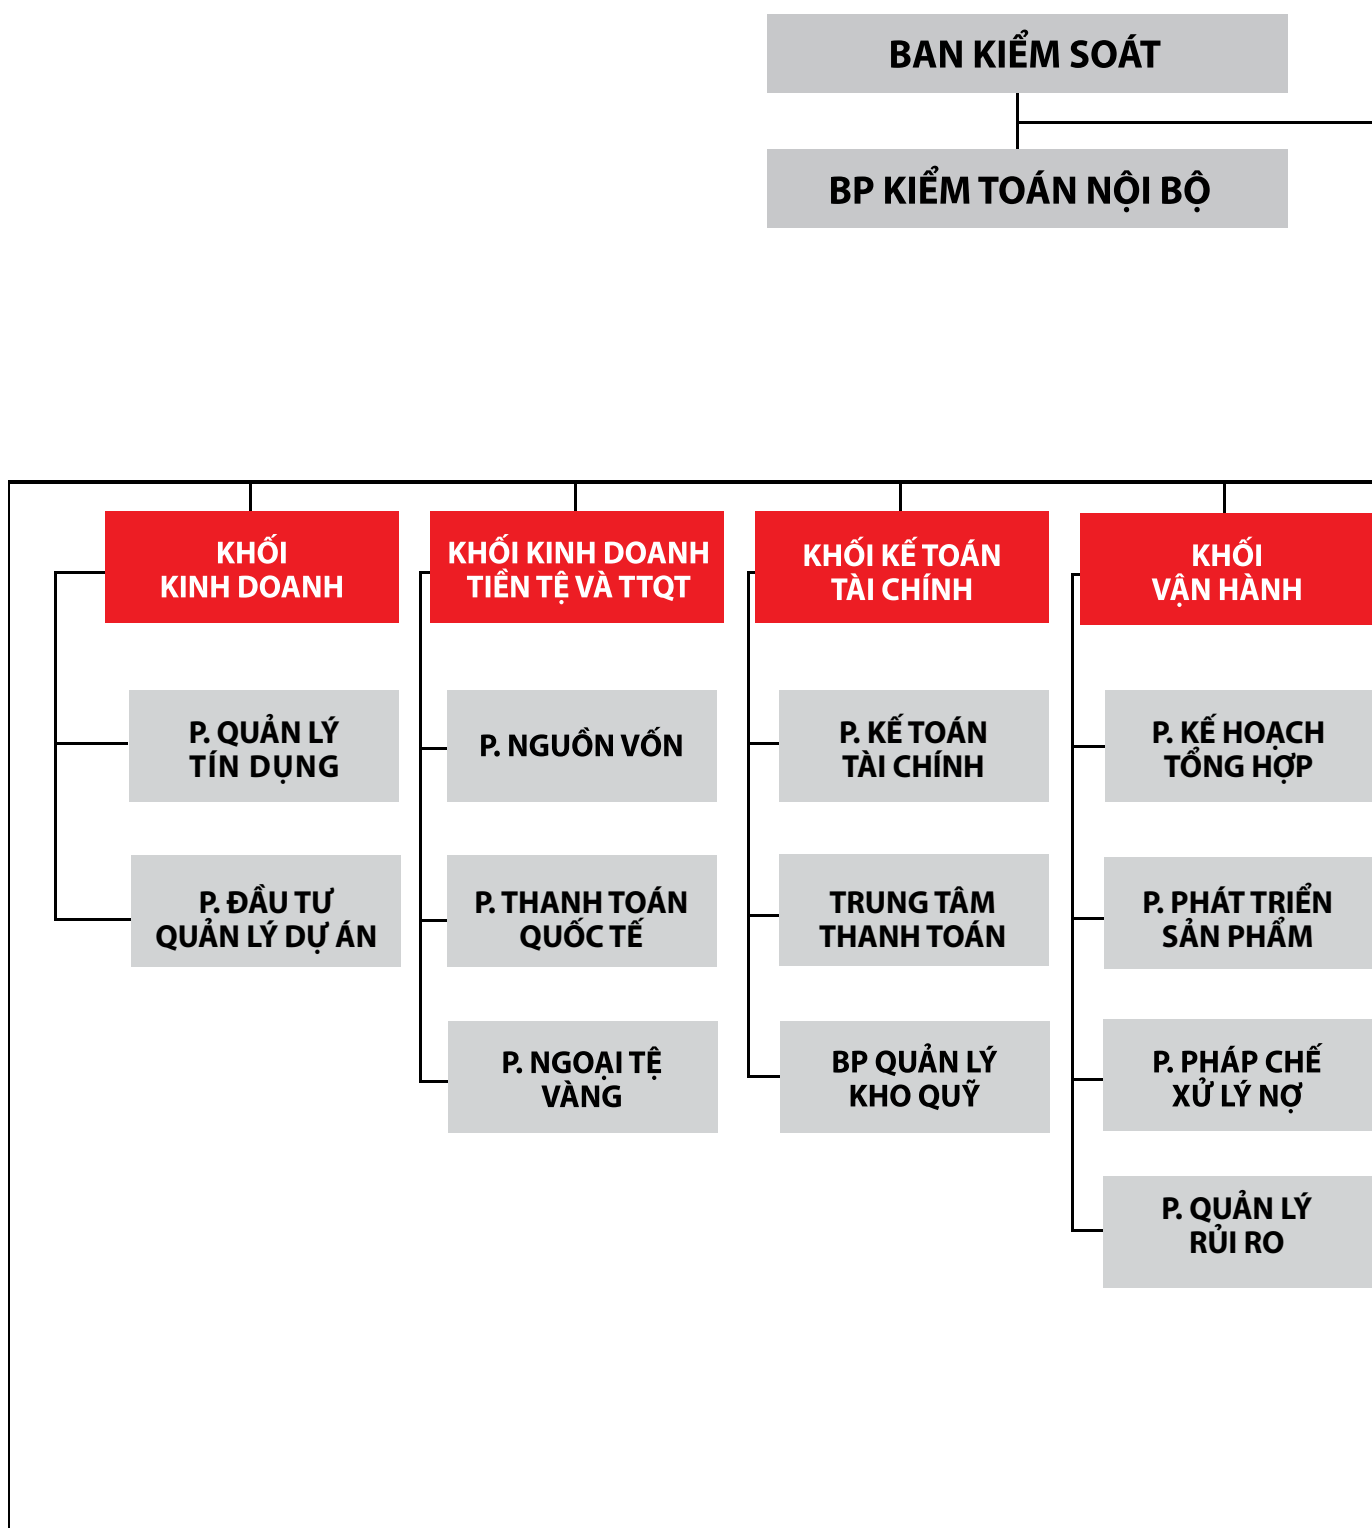 BAN KIỂM SOÁT
BP KIỂM TOÁN NỘI BỘ
KHỐI
KINH DOANH
P. QUẢN LÝ
TÍN DỤNG
P. ĐẦU TƯ
QUẢN LÝ DỰ ÁN
KHỐI KINH DOANH
TIỀN TỆ VÀ TTQT
P. NGUỒN VỐN
P. THANH TOÁN
QUỐC TẾ
P. NGOẠI TỆ
VÀNG
KHỐI KẾ TOÁN
TÀI CHÍNH
P. KẾ TOÁN
TÀI CHÍNH
TRUNG TÂM
THANH TOÁN
BP QUẢN LÝ
KHO QUỸ
KHỐI
VẬN HÀNH
P. KẾ HOẠCH
TỔNG HỢP
P. PHÁT TRIỂN
SẢN PHẨM
P. PHÁP CHẾ
XỬ LÝ NỢ
P. QUẢN LÝ
RỦI RO